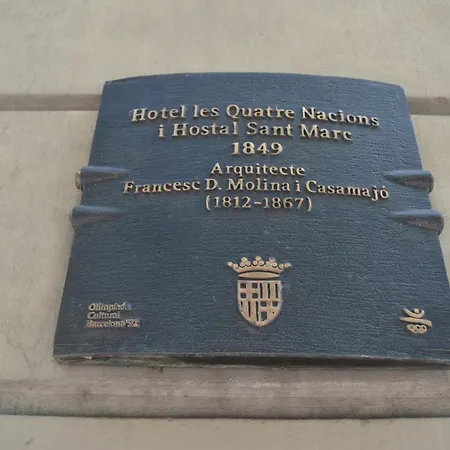 Hotel les Quatre Nacions
i Hostal Sant Marc
1849
Arquitecte
Francesc D. Molina i Casamajó
(1812-1867)
Olimpíada
Cultural
Barcelona'92